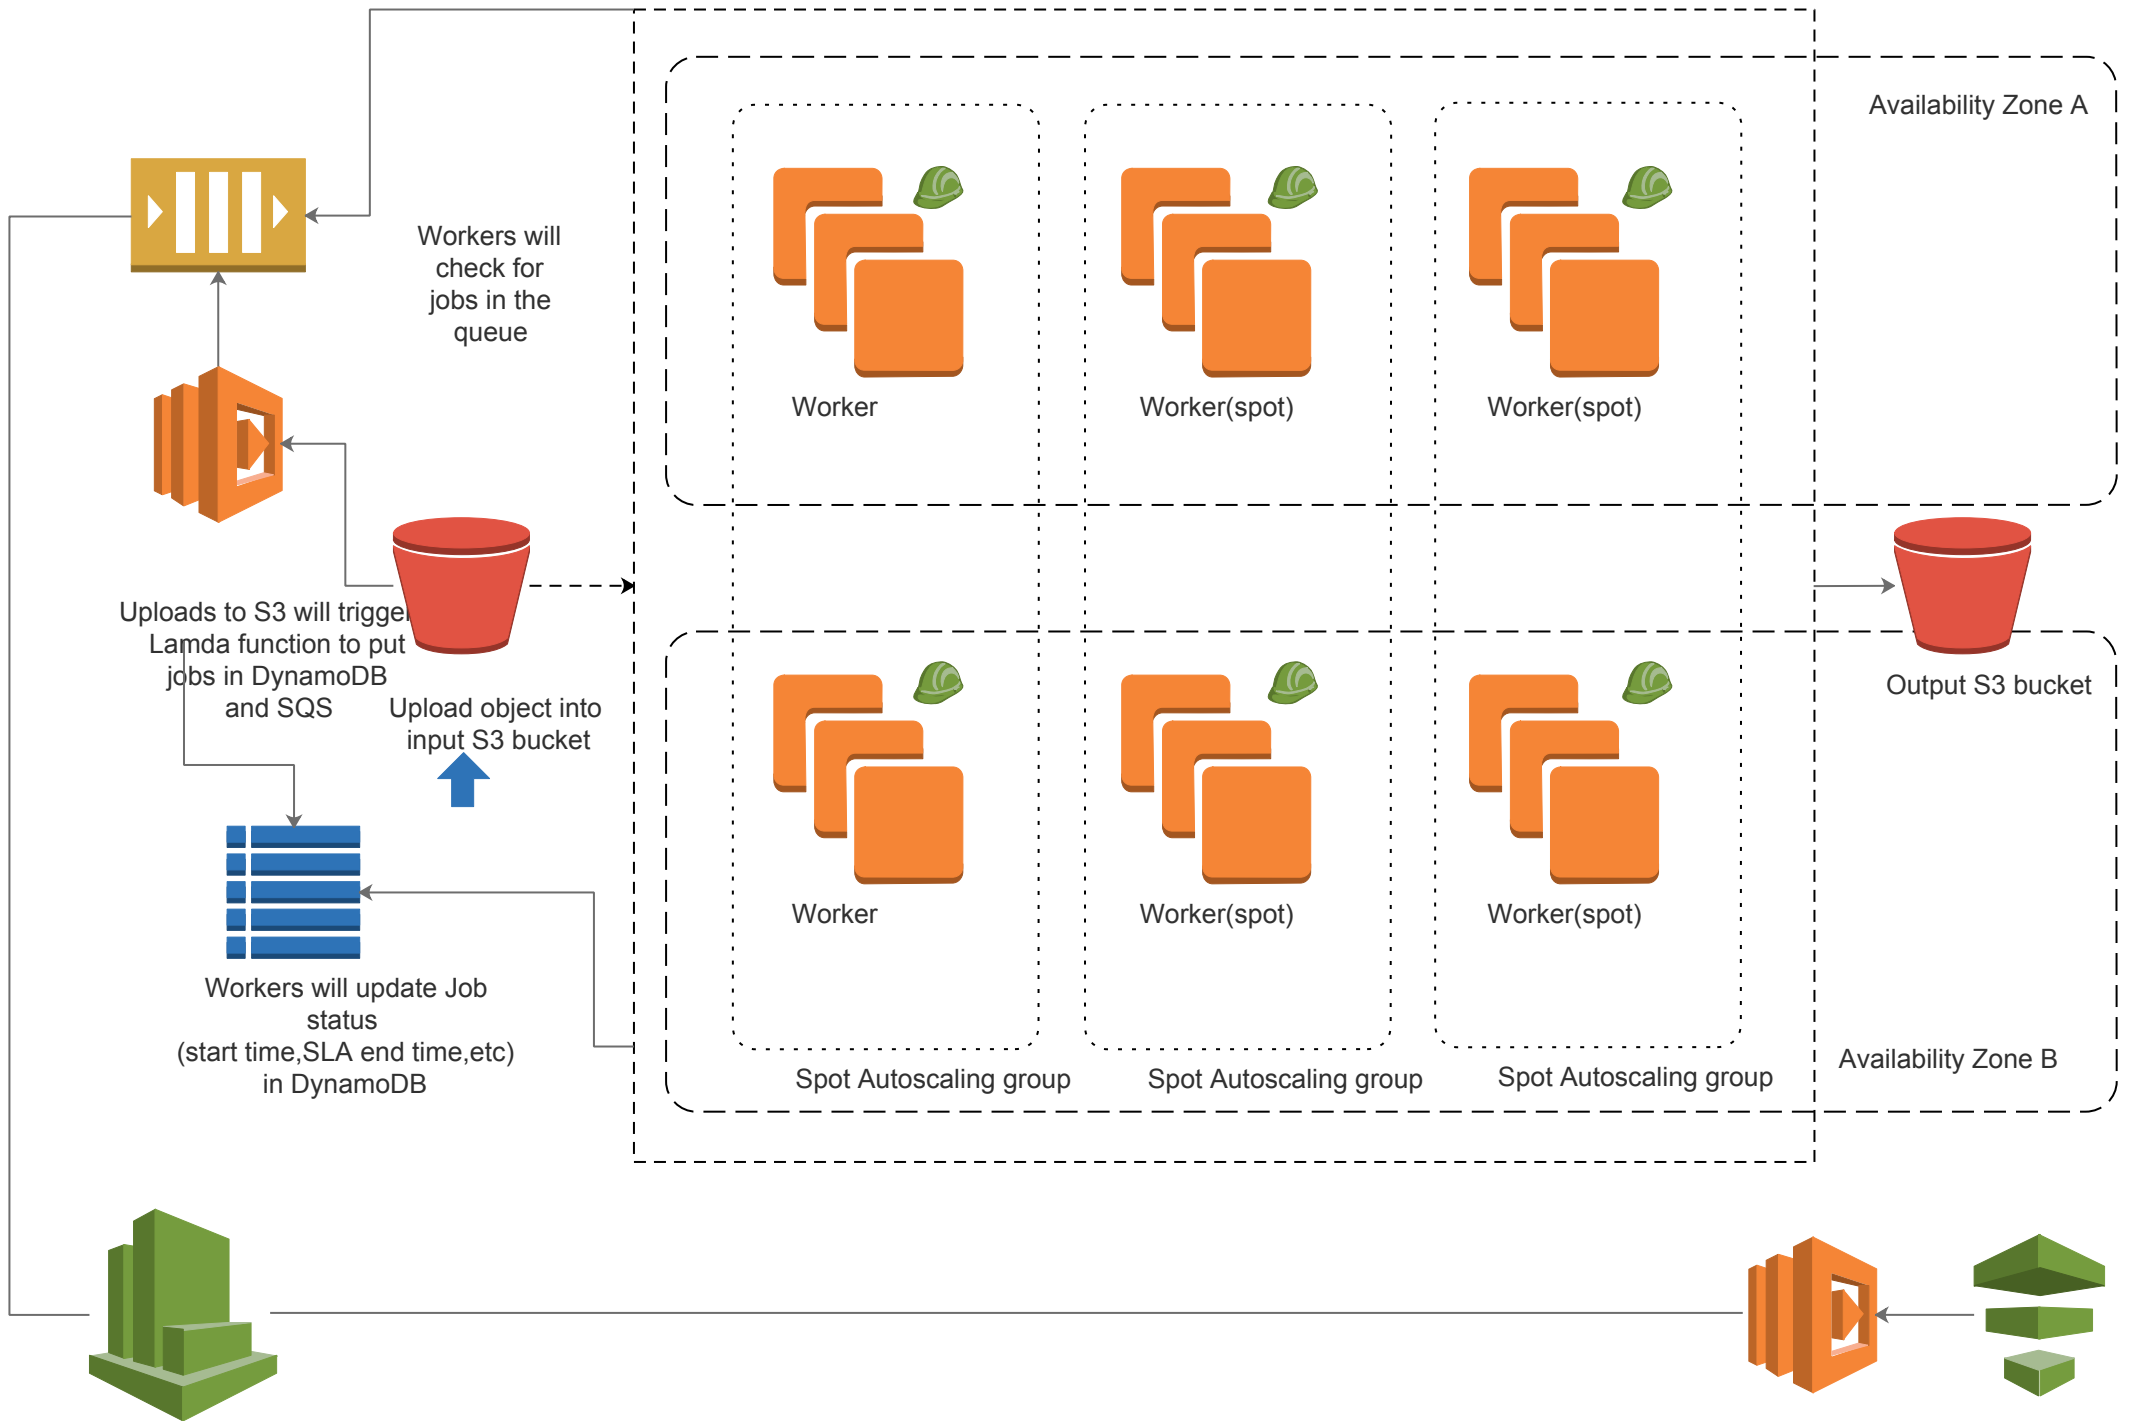 Availability Zone A
Workers will
check for
jobs in the
queue
Worker
Worker(spot)
Worker(spot)
Uploads to S3 will trigger
Lamda function to put
jobs in DynamoDB
and SQS
Upload object into
input S3 bucket
Output S3 bucket
Worker
Worker(spot)
Worker(spot)
Workers will update Job
status
(start time,SLA end time,etc)
in DynamoDB
Spot Autoscaling group
Spot Autoscaling group
Spot Autoscaling group
Availability Zone B